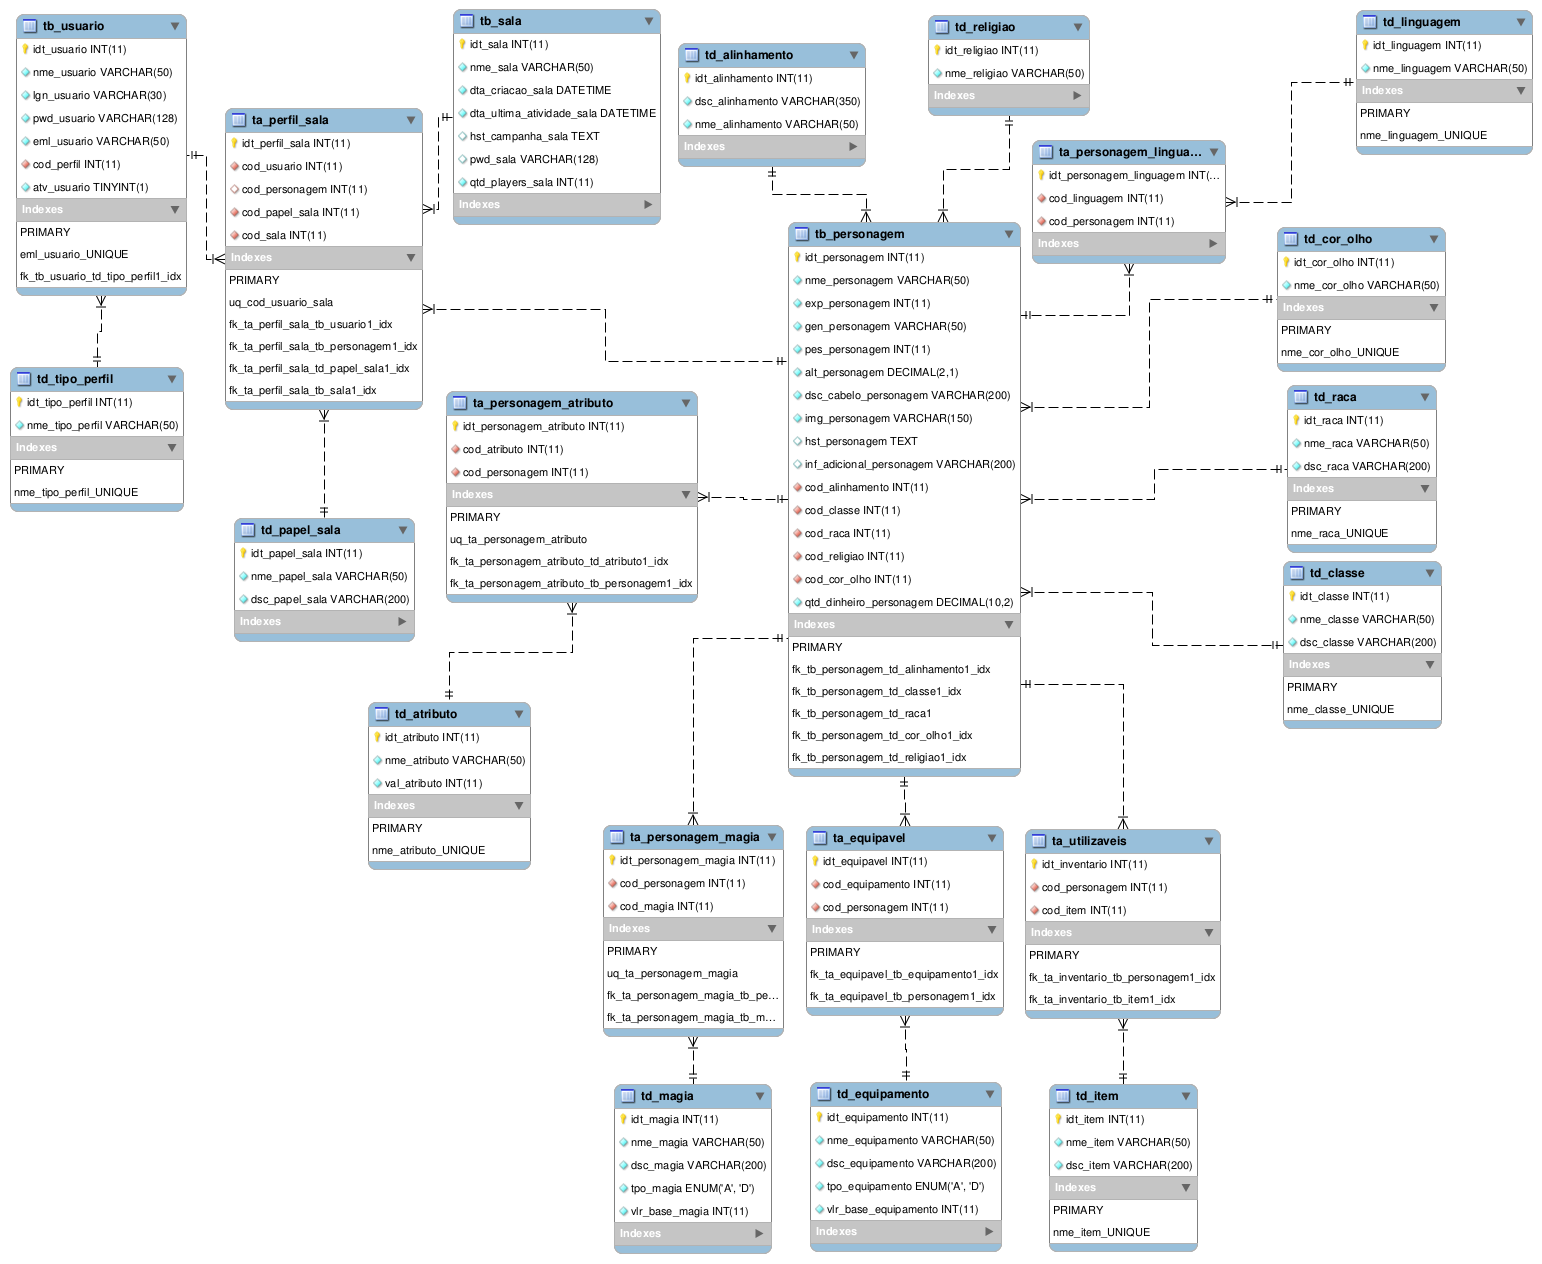 tb_usuario
idt_usuario INT(11)
nme_usuario VARCHAR(50)
lgn_usuario VARCHAR(30)
pwd_usuario VARCHAR(128)
eml_usuario VARCHAR(50)
cod_perfil INT(11)
atv_usuario TINYINT(1)
Indexes
PRIMARY
eml_usuario_UNIQUE
fk_tb_usuario_td_tipo_perfil1_idx
td_tipo_perfil
idt_tipo_perfil INT(11)
nme_tipo_perfil VARCHAR(50)
Indexes
PRIMARY
nme_tipo_perfil_UNIQUE
ta_perfil_sala
idt_perfil_sala INT(11)
cod_usuario INT(11)
cod_personagem INT(11)
cod_papel_sala INT(11)
cod_sala INT(11)
Indexes
PRIMARY
uq_cod_usuario_sala
fk_ta_perfil_sala_tb_usuario1_idx
fk_ta_perfil_sala_tb_personagem1_idx
fk_ta_perfil_sala_td_papel_sala1_idx
fk_ta_perfil_sala_tb_sala1_idx
td_papel_sala
idt_papel_sala INT(11)
nme_papel_sala VARCHAR(50)
dsc_papel_sala VARCHAR(200)
Indexes
tb_sala
idt_sala INT(11)
nme_sala VARCHAR(50)
dta_criacao_sala DATETIME
dta_ultima_atividade_sala DATETIME
hst_campanha_sala TEXT
pwd_sala VARCHAR(128)
qtd_players_sala INT(11)
Indexes
ta_personagem_atributo
idt_personagem_atributo INT(11)
cod_atributo INT(11)
cod_personagem INT(11)
Indexes
PRIMARY
uq_ta_personagem_atributo
fk_ta_personagem_atributo_td_atributo1_idx
fk_ta_personagem_atributo_tb_personagem1_idx
td_atributo
idt_atributo INT(11)
nme_atributo VARCHAR(50)
val_atributo INT(11)
Indexes
PRIMARY
nme_atributo_UNIQUE
td_alinhamento
idt_alinhamento INT(11)
dsc_alinhamento VARCHAR(350)
nme_alinhamento VARCHAR(50)
Indexes
td_religiao
idt_religiao INT(11)
nme_religiao VARCHAR(50)
Indexes
tb_personagem
idt_personagem INT(11)
nme_personagem VARCHAR(50)
exp_personagem INT(11)
gen_personagem VARCHAR(50)
pes_personagem INT(11)
alt_personagem DECIMAL(2,1)
dsc_cabelo_personagem VARCHAR(200)
img_personagem VARCHAR(150)
hst_personagem TEXT
inf_adicional_personagem VARCHAR(200)
cod_alinhamento INT(11)
cod_classe INT(11)
cod_raca INT(11)
cod_religiao INT(11)
cod_cor_olho INT(11)
qtd_dinheiro_personagem DECIMAL(10,2)
Indexes
PRIMARY
fk_tb_personagem_td_alinhamento1_idx
fk_tb_personagem_td_classe1_idx
fk_tb_personagem_td_raca1
fk_tb_personagem_td_cor_olho1_idx
fk_tb_personagem_td_religiao1_idx
ta_personagem_lingua...
idt_personagem_linguagem INT(...
cod_linguagem INT(11)
cod_personagem INT(11)
Indexes
td_linguagem
idt_linguagem INT(11)
nme_linguagem VARCHAR(50)
Indexes
PRIMARY
nme_linguagem_UNIQUE
td_cor_olho
idt_cor_olho INT(11)
nme_cor_olho VARCHAR(50)
Indexes
PRIMARY
nme_cor_olho_UNIQUE
td_raca
idt_raca INT(11)
nme_raca VARCHAR(50)
dsc_raca VARCHAR(200)
Indexes
PRIMARY
nme_raca_UNIQUE
td_classe
idt_classe INT(11)
nme_classe VARCHAR(50)
dsc_classe VARCHAR(200)
Indexes
PRIMARY
nme_classe_UNIQUE
ta_personagem_magia
idt_personagem_magia INT(11)
cod_personagem INT(11)
cod_magia INT(11)
Indexes
PRIMARY
uq_ta_personagem_magia
fk_ta_personagem_magia_tb_pe...
fk_ta_personagem_magia_tb_m...
ta_equipavel
idt_equipavel INT(11)
cod_equipamento INT(11)
cod_personagem INT(11)
Indexes
PRIMARY
fk_ta_equipavel_tb_equipamento1_idx
fk_ta_equipavel_tb_personagem1_idx
ta_utilizaveis
idt_inventario INT(11)
cod_personagem INT(11)
cod_item INT(11)
Indexes
PRIMARY
fk_ta_inventario_tb_personagem1_idx
fk_ta_inventario_tb_item1_idx
td_magia
idt_magia INT(11)
nme_magia VARCHAR(50)
dsc_magia VARCHAR(200)
tpo_magia ENUM('A', 'D')
vlr_base_magia INT(11)
Indexes
td_equipamento
idt_equipamento INT(11)
nme_equipamento VARCHAR(50)
dsc_equipamento VARCHAR(200)
tpo_equipamento ENUM('A', 'D')
vlr_base_equipamento INT(11)
Indexes
td_item
idt_item INT(11)
nme_item VARCHAR(50)
dsc_item VARCHAR(200)
Indexes
PRIMARY
nme_item_UNIQUE